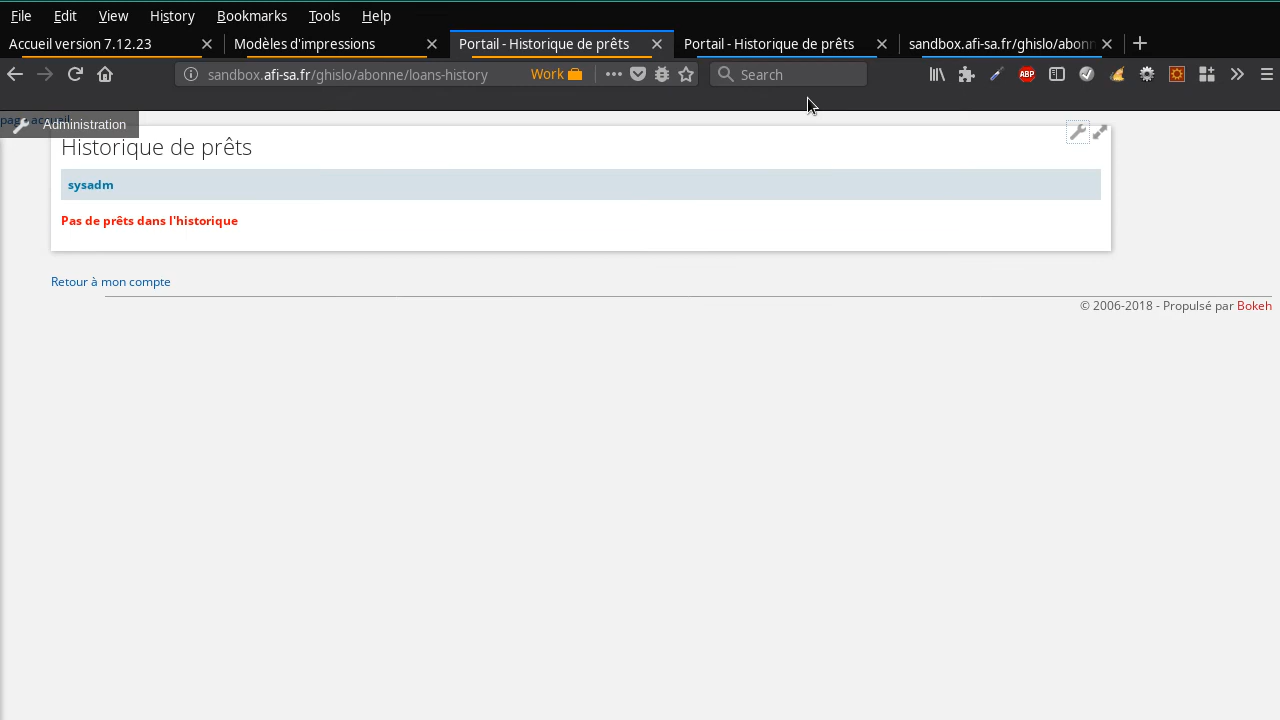 File Edit View History Bookmarks Tools Help
Accueil version 7.12.23 Modèles d'impressions Portail - Historique de prêts Portail - Historique de prêts sandbox.afi-sa.fr/ghislo/abonn
sandbox.afi-sa.fr/ghislo/abonne/loans-history Work Search ABP
Administration
Historique de prêts
sysadm
Pas de prêts dans l'historique
Retour à mon compte
© 2006-2018 - Propulsé par Bokeh